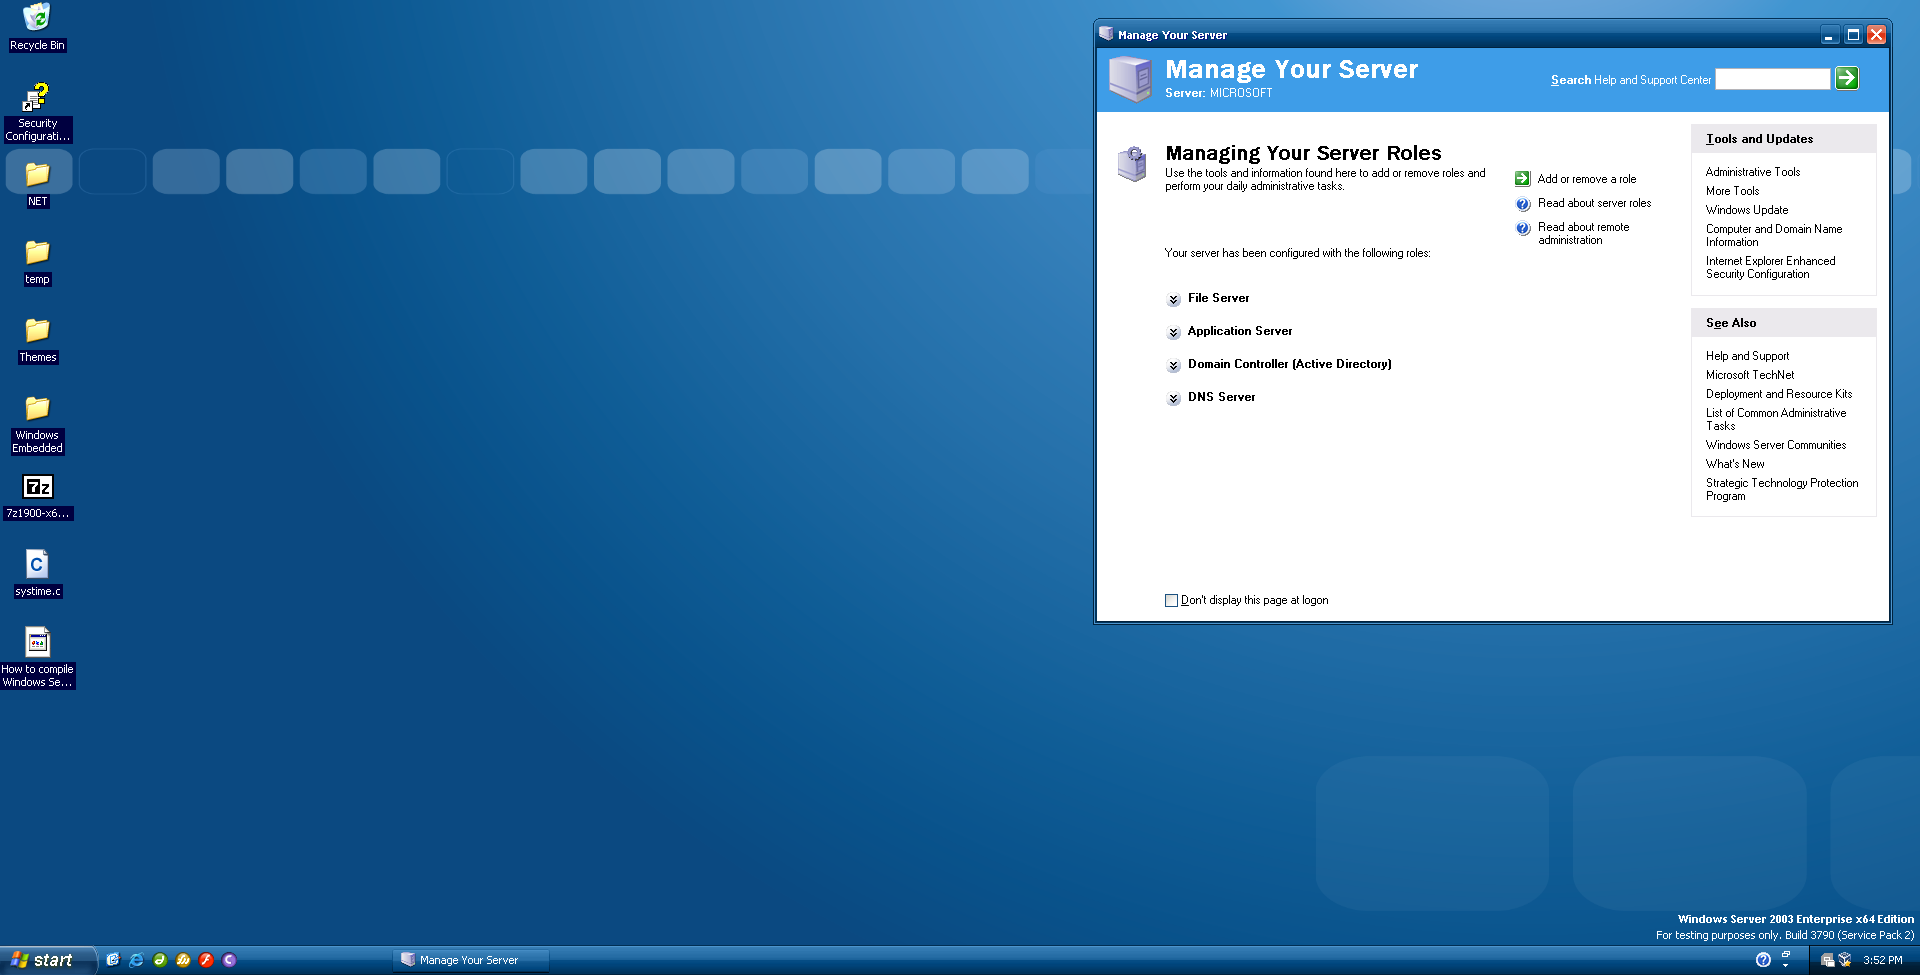 Recycle Bin
Security
Configurati...
NET
temp
Themes
Windows
Embedded
7z
7z1900-x6...
C
systime.c
How to compile
Windows Se...
Manage Your Server
Manage Your Server
Server: MICROSOFT
Search Help and Support Center
Managing Your Server Roles
Use the tools and information found here to add or remove roles and
perform your daily administrative tasks.
Add or remove a role
Read about server roles
Read about remote
administration
Your server has been configured with the following roles:
File Server
Application Server
Domain Controller (Active Directory)
DNS Server
Don't display this page at logon
Tools and Updates
Administrative Tools
More Tools
Windows Update
Computer and Domain Name
Information
Internet Explorer Enhanced
Security Configuration
See Also
Help and Support
Microsoft TechNet
Deployment and Resource Kits
List of Common Administrative
Tasks
Windows Server Communities
What's New
Strategic Technology Protection
Program
Windows Server 2003 Enterprise x64 Edition
For testing purposes only. Build 3790 (Service Pack 2)
start
Manage Your Server
3:52 PM